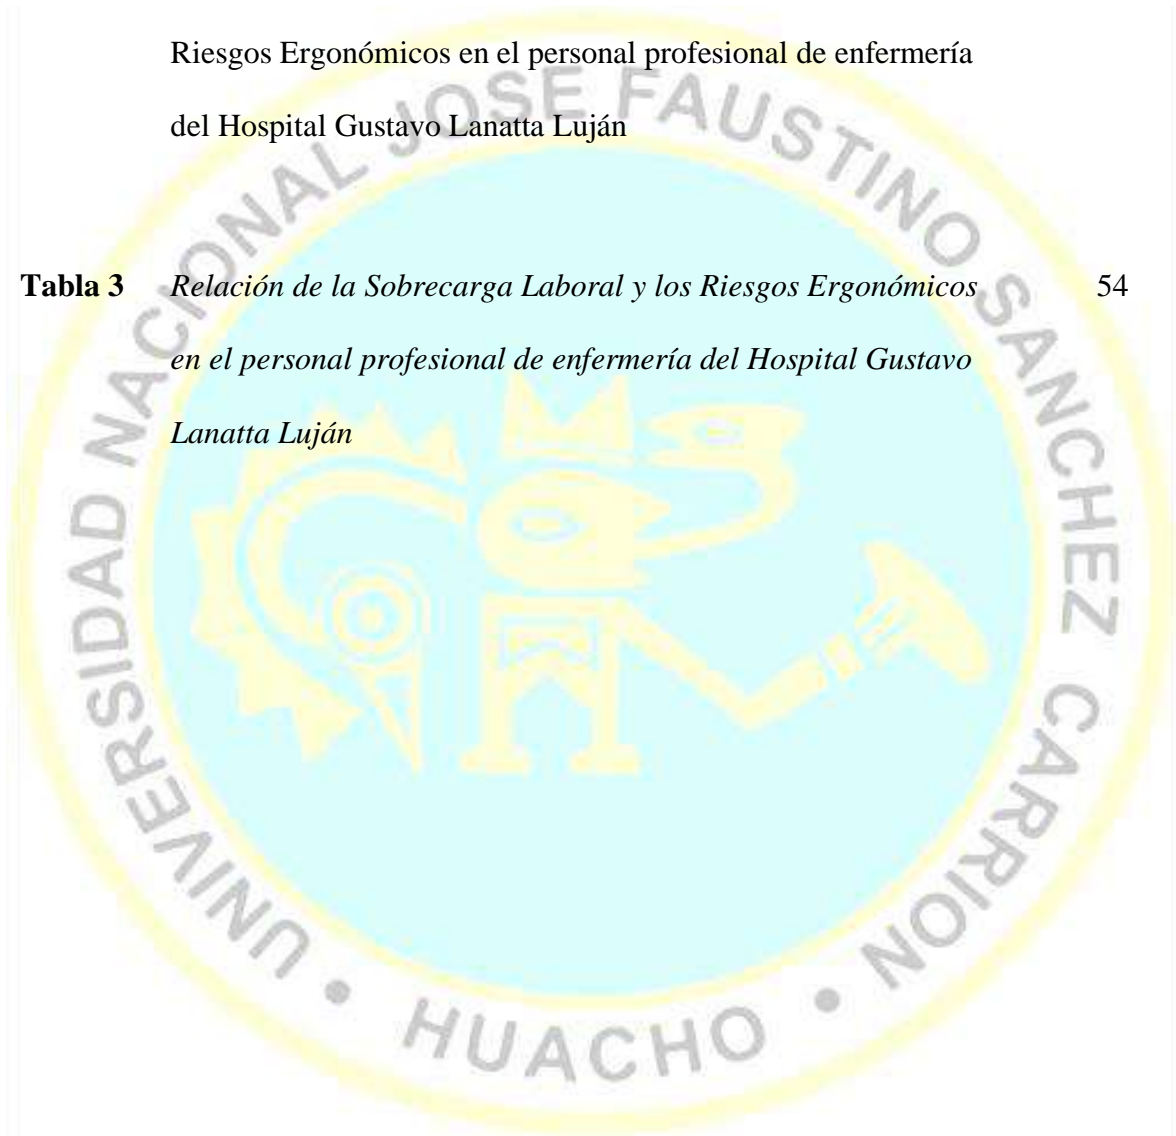 Riesgos Ergonómicos en el personal profesional de enfermería
del Hospital Gustavo Lanatta Luján
Tabla 3 Relación de la Sobrecarga Laboral y los Riesgos Ergonómicos 54
en el personal profesional de enfermería del Hospital Gustavo
Lanatta Luján
UNIVERSIDAD NACIONAL JOSE FAUSTINO SANCHEZ CARRION • HUACHO •